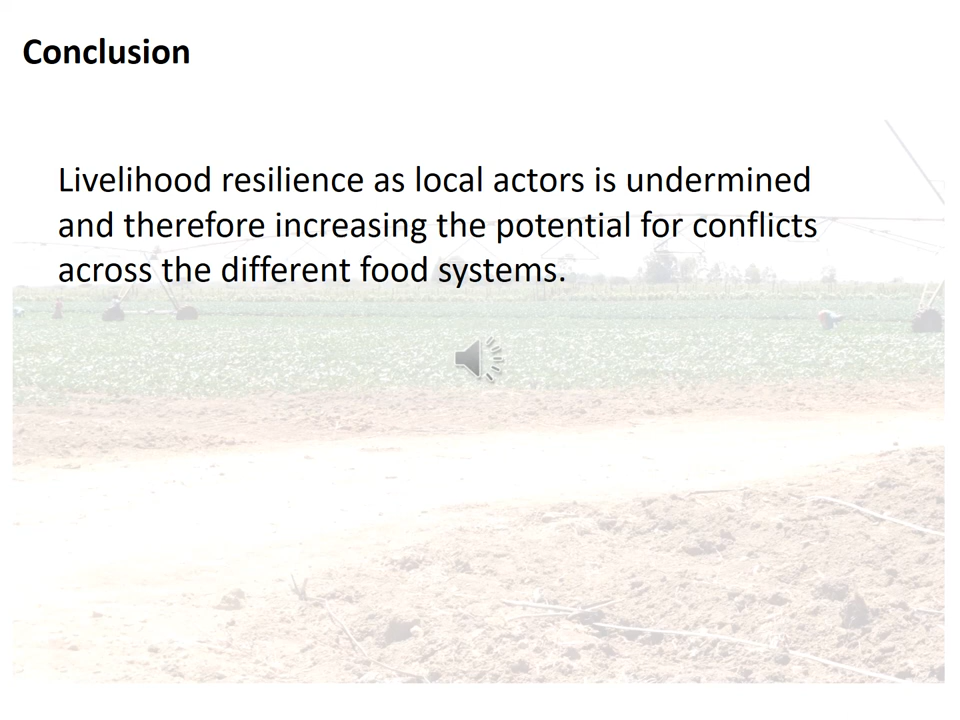 Conclusion
Livelihood resilience as local actors is undermined
and therefore increasing the potential for conflicts
across the different food systems.